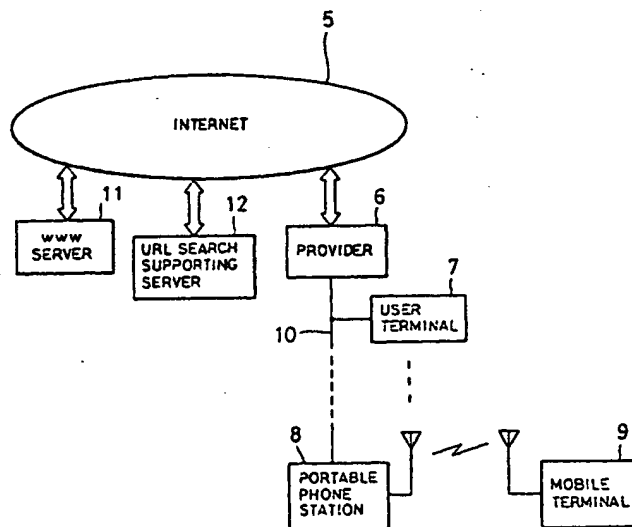 5
INTERNET
11
12
6
WWW
SERVER
URL SEARCH
SUPPORTING
SERVER
PROVIDER
7
10
USER
TERMINAL
8
9
PORTABLE
PHONE
STATION
MOBILE
TERMINAL